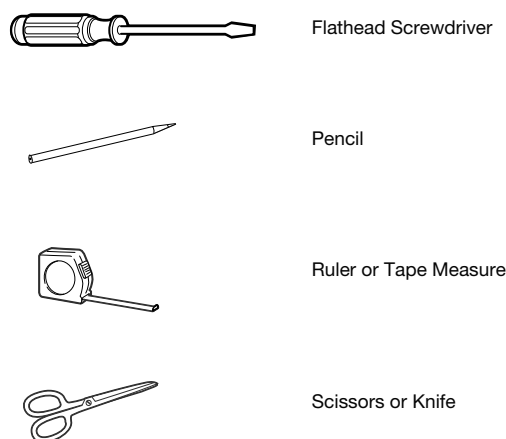 Flathead Screwdriver
Pencil
Ruler or Tape Measure
Scissors or Knife